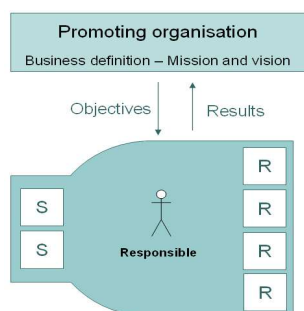 Promoting organisation
Business definition – Mission and vision
Objectives
Results
R
S
R
S
Responsible
R
R